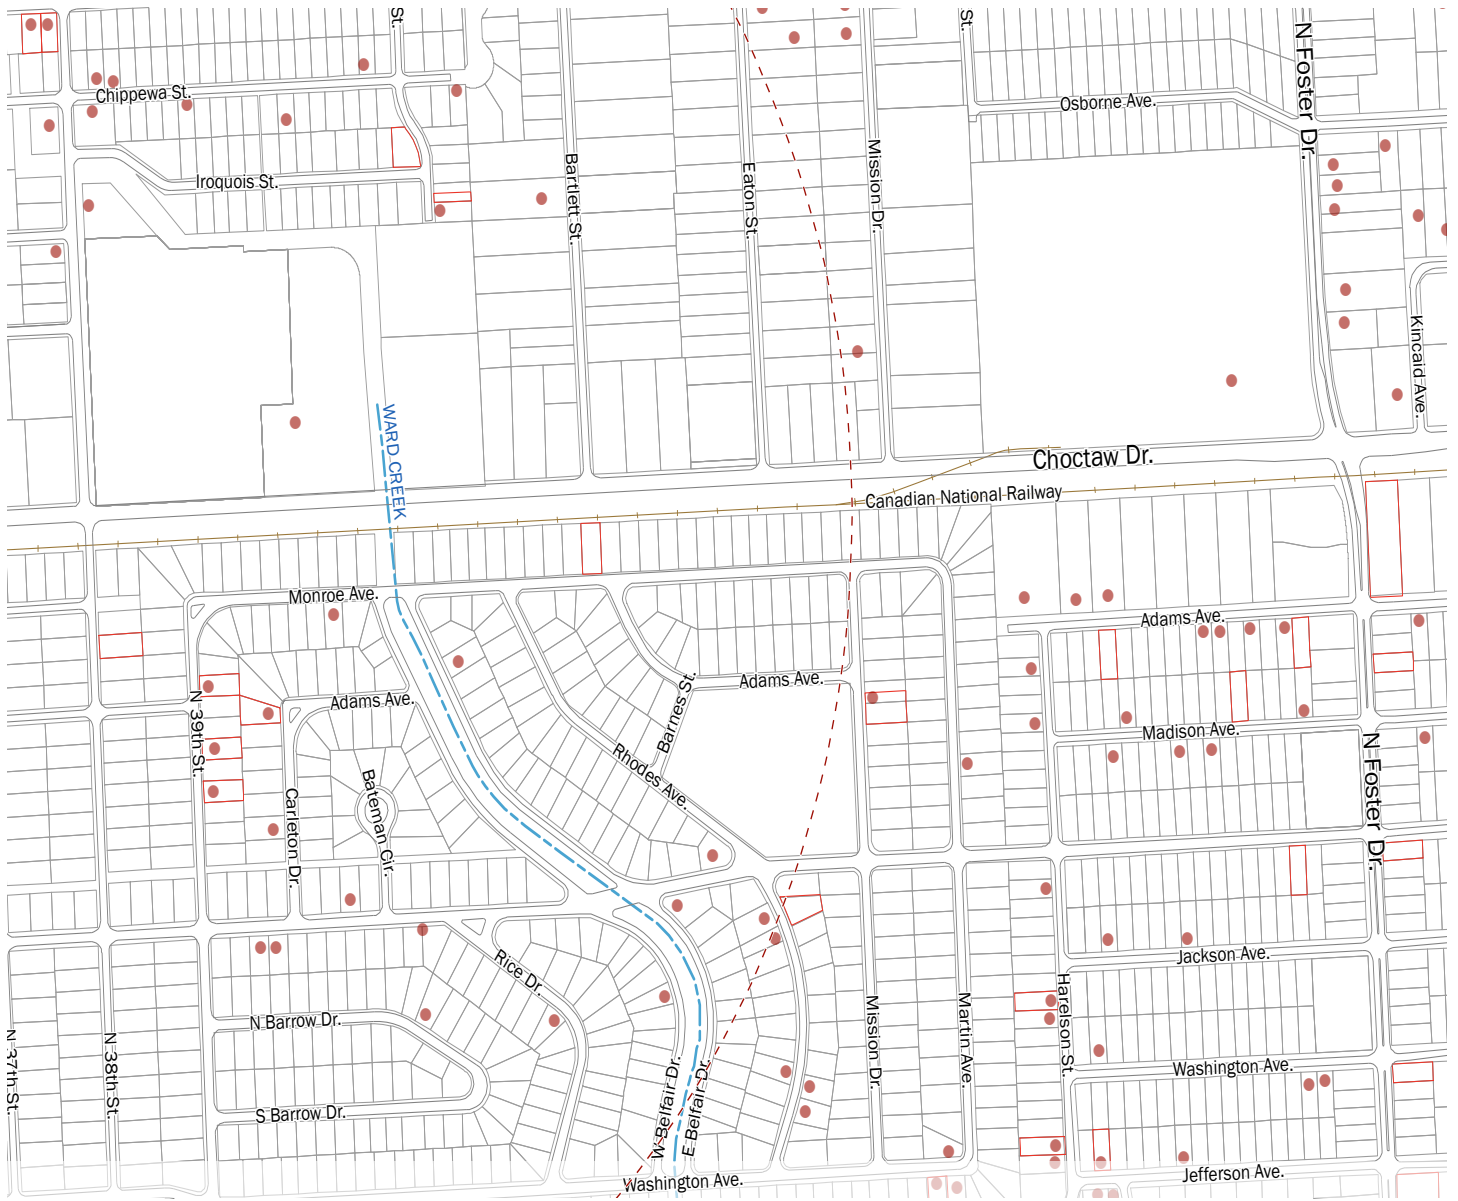 St.
St.
N Foster Dr.
Chippewa St.
Osborne Ave.
Iroquois St.
Bartlett St.
Eaton St.
Mission Dr.
Kincaid Ave.
WARD CREEK
Choctaw Dr.
Canadian National Railway
Monroe Ave.
Adams Ave.
Adams Ave.
Adams Ave.
N 39th St.
Barnes St.
Rhodes Ave.
Madison Ave.
N Foster Dr.
Carleton Dr.
Bateman Cir.
Rice Dr.
Jackson Ave.
N Barrow Dr.
N 37th St.
N 38th St.
Mission Dr.
Martin Ave.
Harelson St.
Washington Ave.
S Barrow Dr.
W Belfair Dr.
E Belfair Dr.
Washington Ave.
Jefferson Ave.